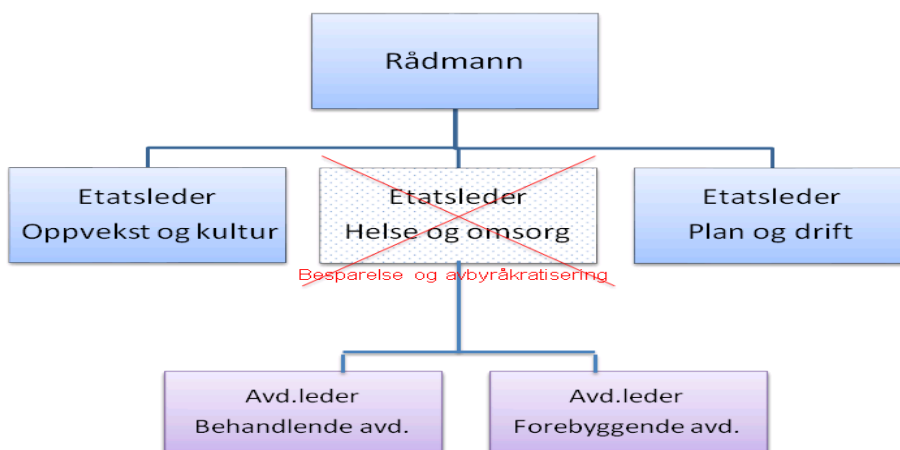 Rådmann
Etatsleder
Oppvekst og kultur
Etatsleder
Helse og omsorg
Etatsleder
Plan og drift
Besparelse og avbyråkratisering
Avd.leder
Behandlende avd.
Avd.leder
Forebyggende avd.